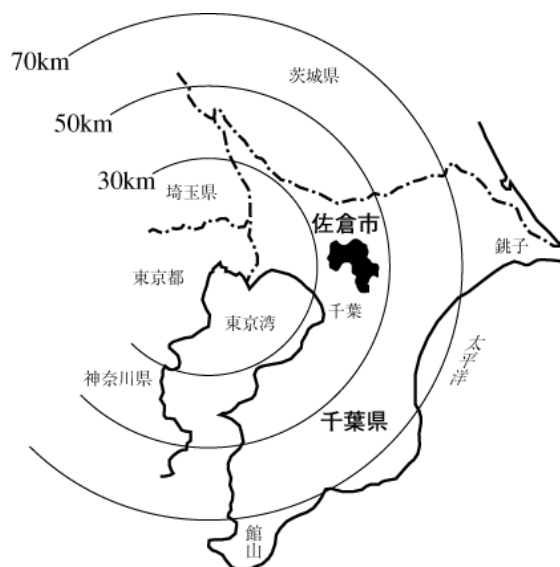 70km
茨城県
50km
30km
埼玉県
佐倉市
銚子
東京都
東京湾
千葉
太平洋
神奈川県
千葉県
館山